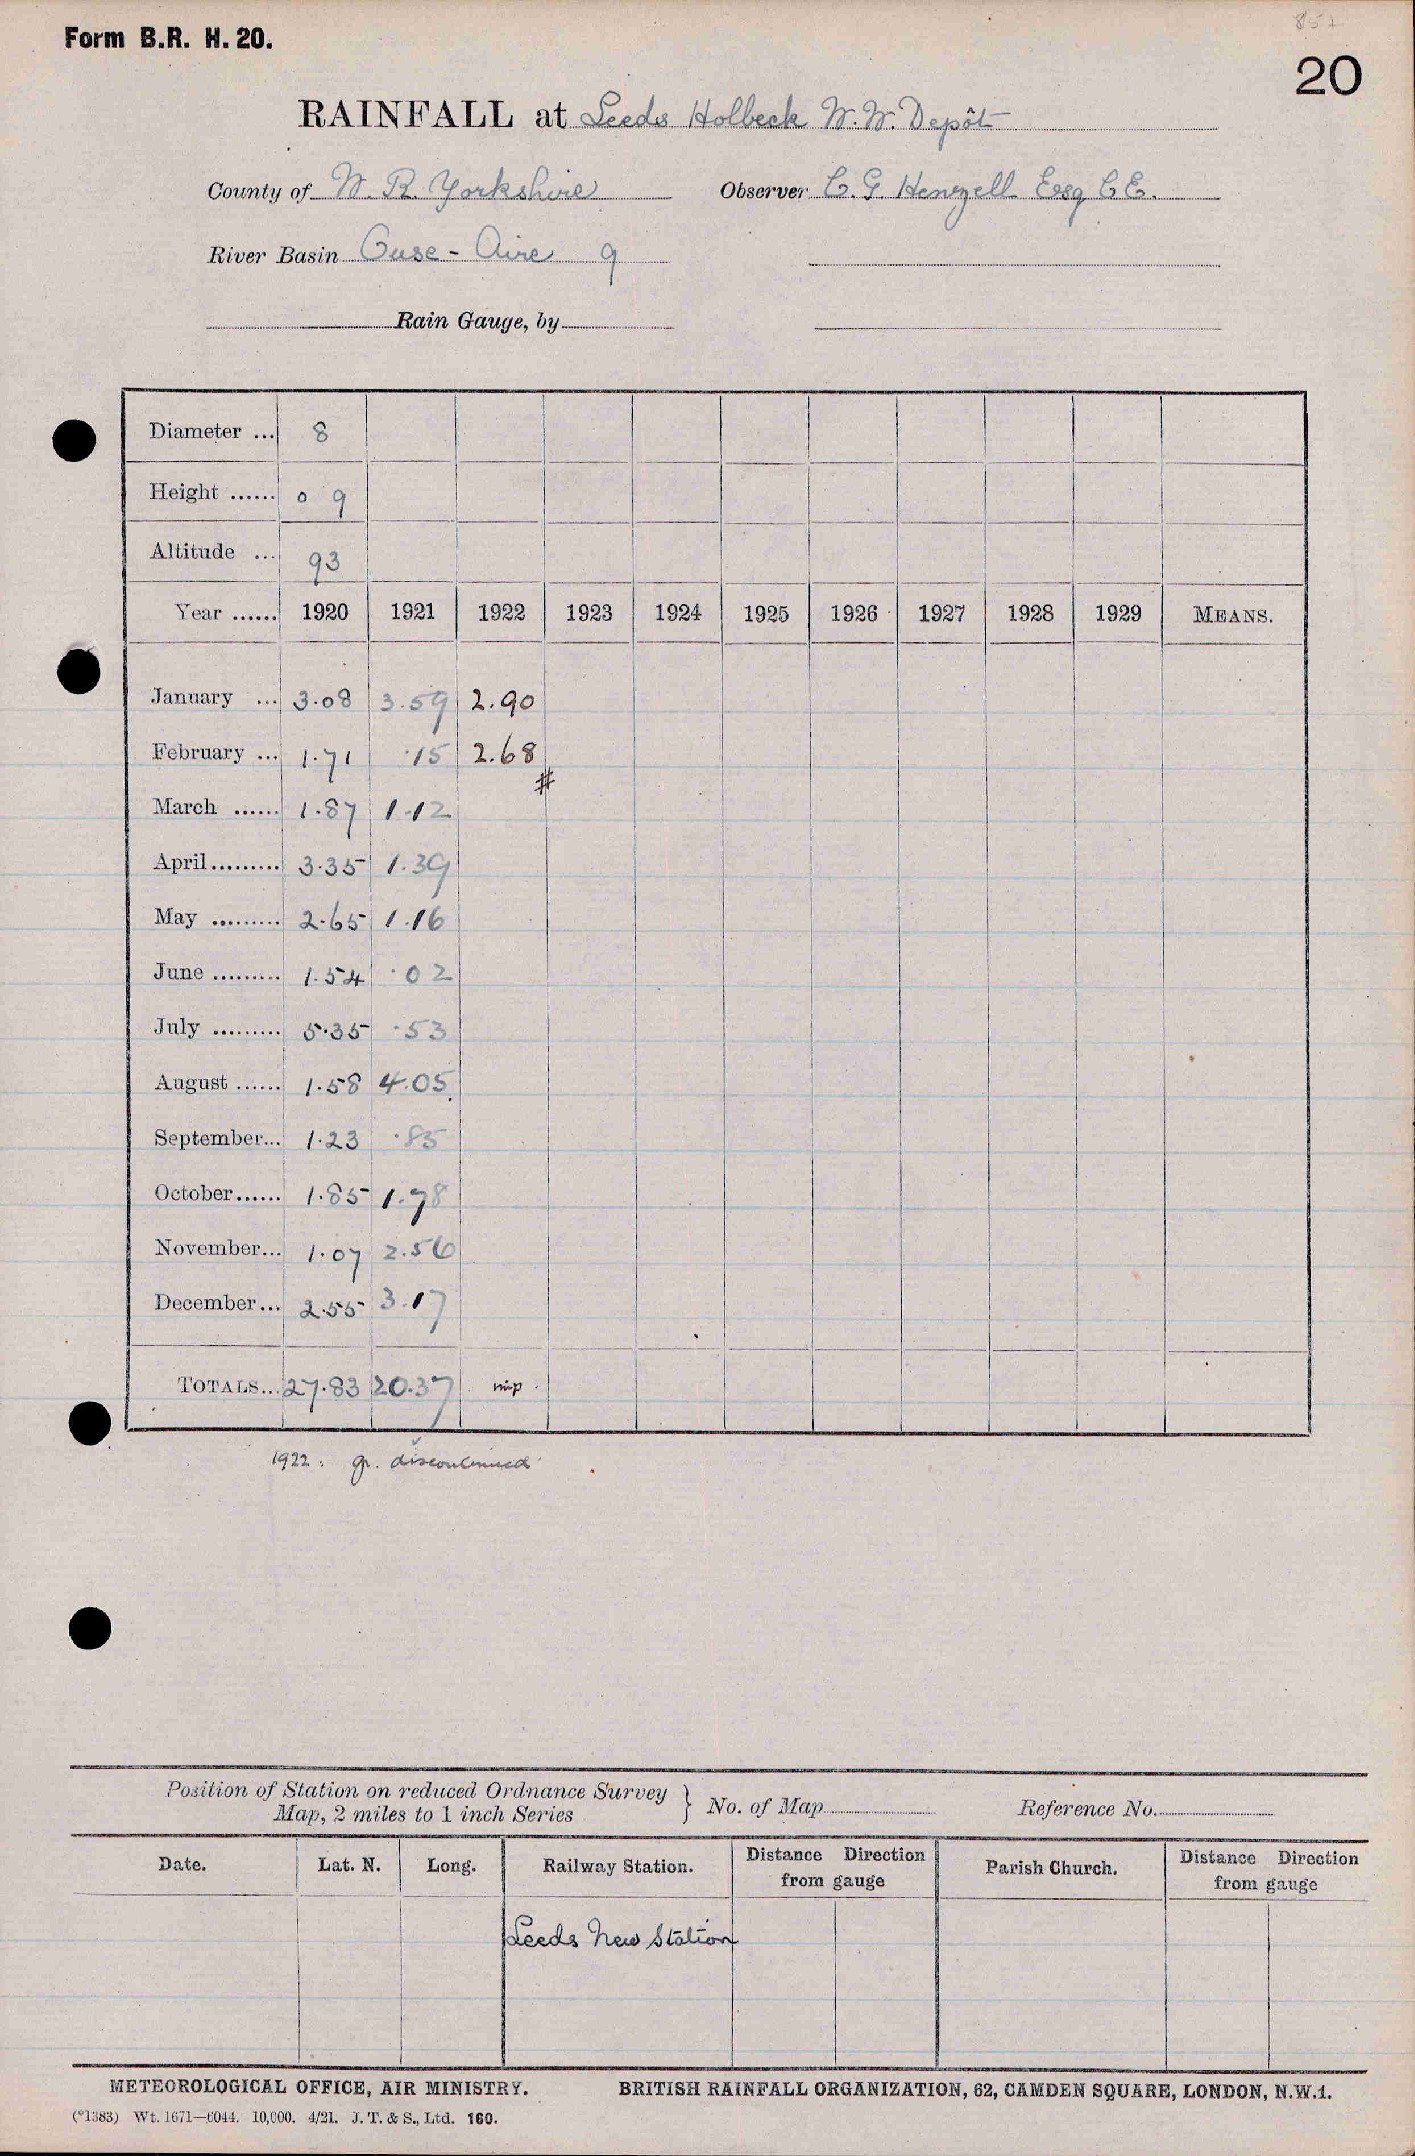 Form B.R. H. 20.
20
RAINFALL at Leeds Holbeck W.W. Depôt
County of W. R. Yorkshire Observer C. G. Henzell Essq C E.
River Basin Ouse - Aire 9
Rain Gauge, by
Diameter ... 8
Height ...... 0 9
Altitude ... 93
Year ...... 1920 1921 1922 1923 1924 1925 1926 1927 1928 1929 MEANS.
January ... 3.08 3.59 2.90
February ... 1.71 .15 2.68
#
March ...... 1.87 1.12
April......... 3.35 1.39
May ......... 2.65 1.16
June ......... 1.54 .02
July ......... 5.35 .53
August ...... 1.58 4.05
September... 1.23 .85
October...... 1.85 1.78
November... 1.07 2.56
December... 2.55 3.17
TOTALS... 27.83 20.37
1922 : gr. discontinued
Position of Station on reduced Ordnance Survey
Map, 2 miles to 1 inch Series } No. of Map Reference No.
Date. Lat. N. Long. Railway Station. Distance Direction from gauge Parish Church. Distance Direction from gauge
Leeds New Station
METEOROLOGICAL OFFICE, AIR MINISTRY. BRITISH RAINFALL ORGANIZATION, 62, CAMDEN SQUARE, LONDON, N.W.1.
(*1383) Wt. 1671—6044. 10,000. 4/21. J. T. & S., Ltd. 160.